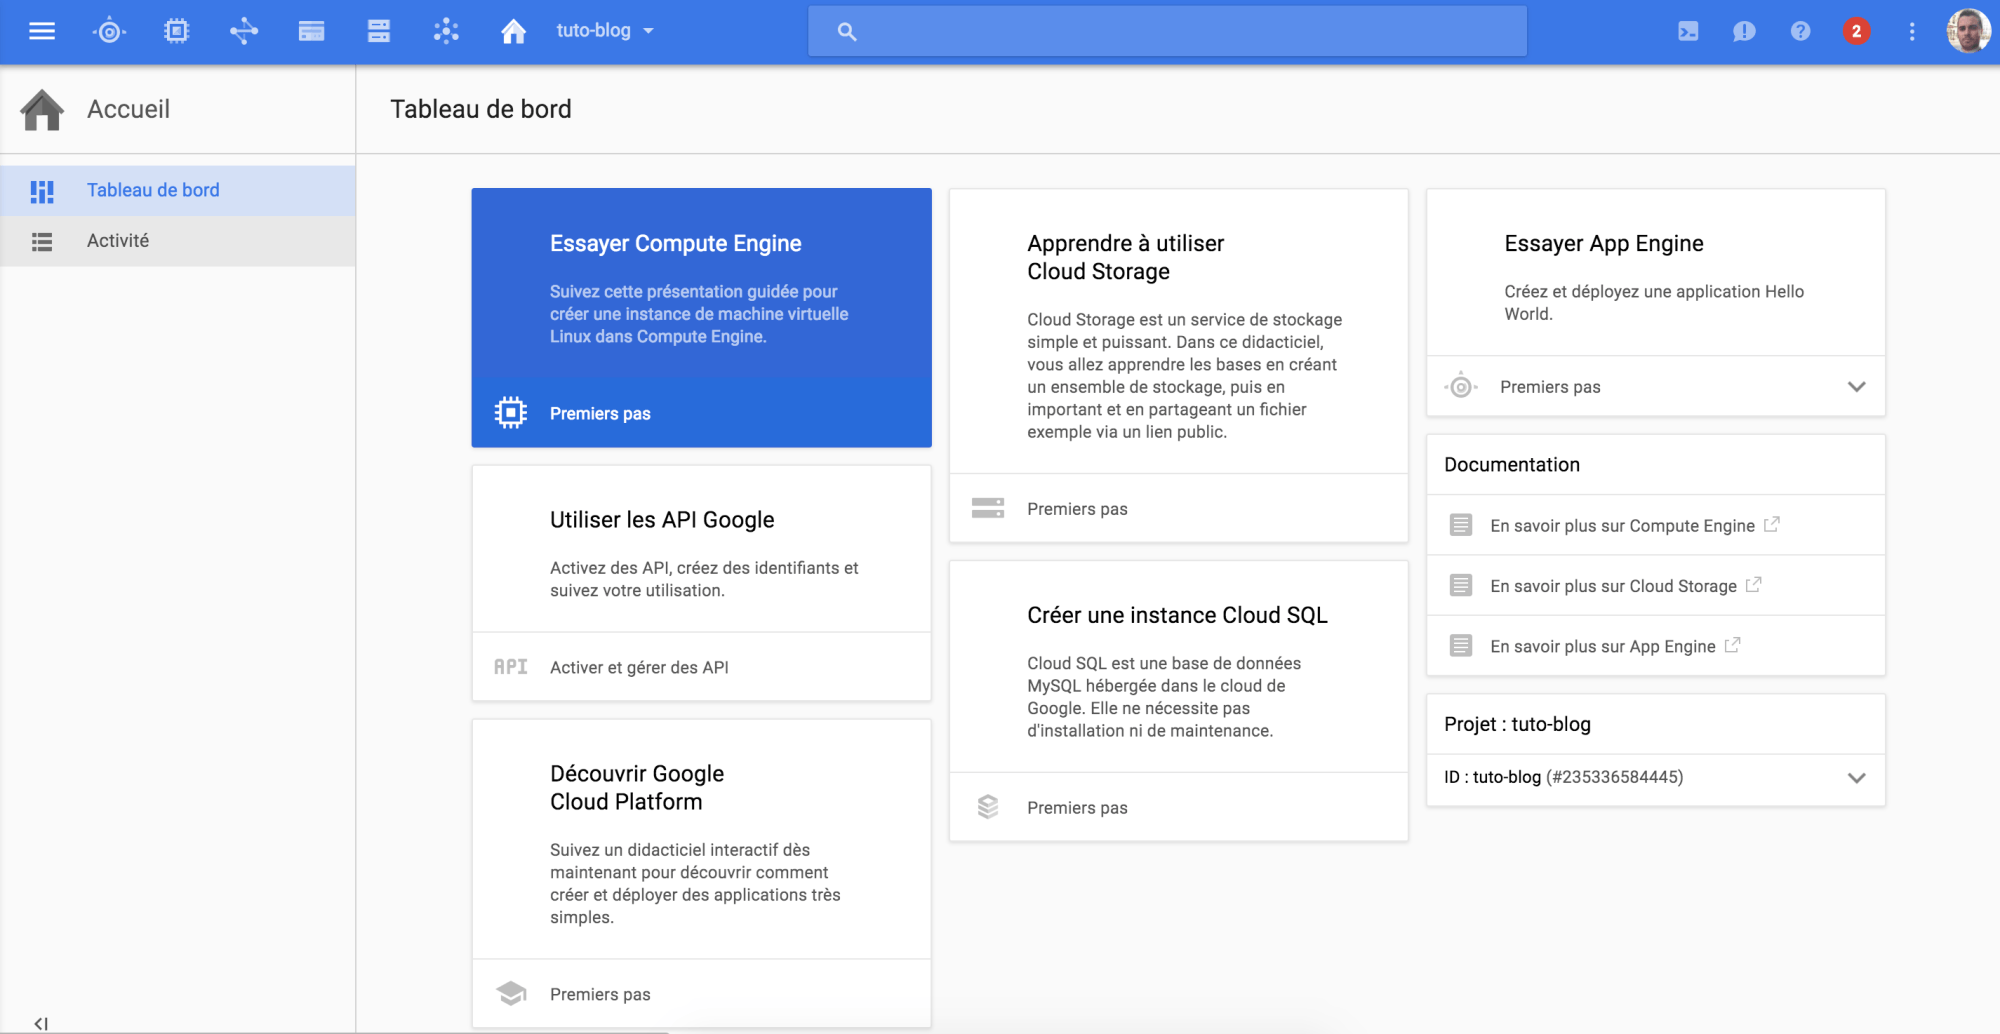 tuto-blog
2
Accueil
Tableau de bord
Tableau de bord
Activité
Essayer Compute Engine
Suivez cette présentation guidée pour
créer une instance de machine virtuelle
Linux dans Compute Engine.
Premiers pas
Utiliser les API Google
Activez des API, créez des identifiants et
suivez votre utilisation.
API
Activer et gérer des API
Découvrir Google
Cloud Platform
Suivez un didacticiel interactif dès
maintenant pour découvrir comment
créer et déployer des applications très
simples.
Premiers pas
Apprendre à utiliser
Cloud Storage
Cloud Storage est un service de stockage
simple et puissant. Dans ce didacticiel,
vous allez apprendre les bases en créant
un ensemble de stockage, puis en
important et en partageant un fichier
exemple via un lien public.
Premiers pas
Créer une instance Cloud SQL
Cloud SQL est une base de données
MySQL hébergée dans le cloud de
Google. Elle ne nécessite pas
d'installation ni de maintenance.
Premiers pas
Essayer App Engine
Créez et déployez une application Hello
World.
Premiers pas
Documentation
En savoir plus sur Compute Engine
En savoir plus sur Cloud Storage
En savoir plus sur App Engine
Projet : tuto-blog
ID : tuto-blog (#235336584445)